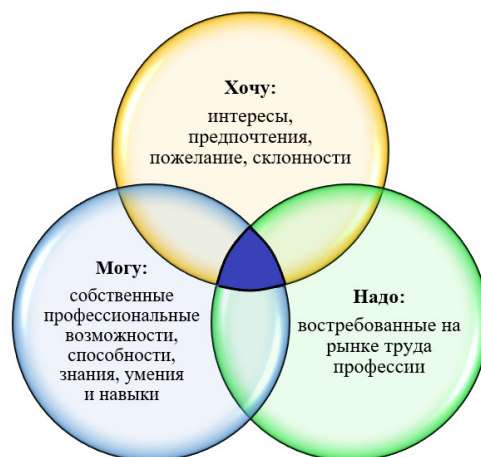 Хочу:
интересы,
предпочтения,
пожелание, склонности
Могу:
собственные
профессиональные
возможности,
способности,
знания, умения
и навыки
Надо:
востребованные на
рынке труда
профессии